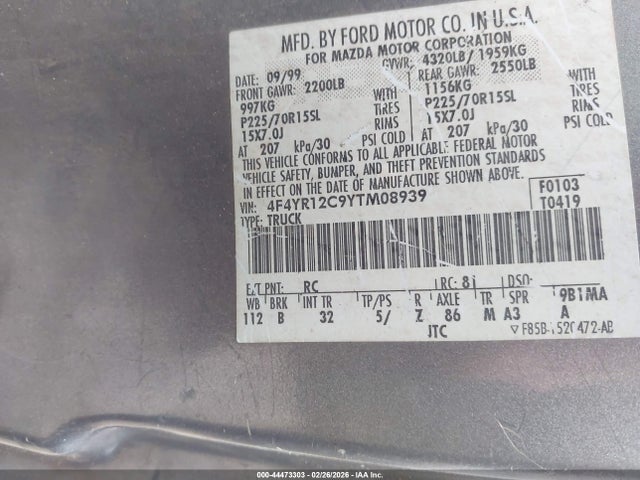 MFD. BY FORD MOTOR CO. IN U.S.A.
FOR MAZDA MOTOR CORPORATION
DATE: 09/99 GVWR: 4320LB/ 1959KG
FRONT GAWR: 2200LB REAR GAWR: 2550LB
997KG WITH 1156KG WITH
P225/70R15SL TIRES P225/70R15SL TIRES
15X7.0J RIMS 15X7.0J RIMS
AT 207 kPa/30 PSI COLD AT 207 kPa/30 PSI COLD
THIS VEHICLE CONFORMS TO ALL APPLICABLE FEDERAL MOTOR
VEHICLE SAFETY, BUMPER, AND THEFT PREVENTION STANDARDS
IN EFFECT ON THE DATE OF MANUFACTURE SHOWN ABOVE.
VIN: 4F4YR12C9YTM08939 F0103
TYPE: TRUCK T0419
EXT PNT: RC RC: 81 DSO:
WB BRK INT TR TP/PS R AXLE TR SPR 9B1MA
112 B 32 5/ Z 86 M A3 A
JTC
000-44473303 02/26/2026 IAA Inc.